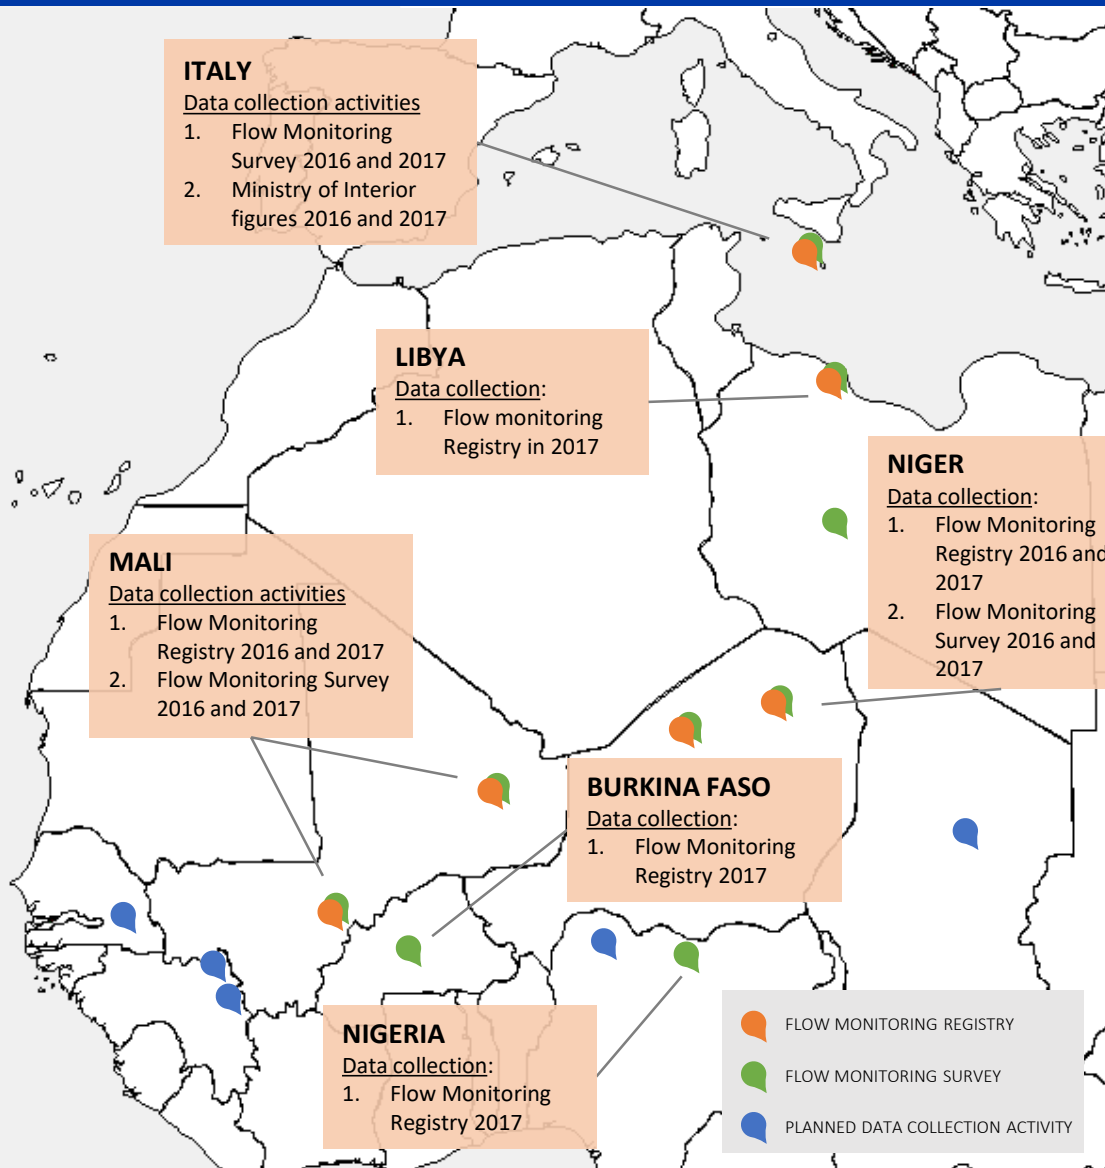 ITALY
Data collection activities
1. Flow Monitoring
Survey 2016 and 2017
2. Ministry of Interior
figures 2016 and 2017
LIBYA
Data collection:
1. Flow monitoring
Registry in 2017
NIGER
Data collection:
1. Flow Monitoring
Registry 2016 and
2017
2. Flow Monitoring
Survey 2016 and
2017
MALI
Data collection activities
1. Flow Monitoring
Registry 2016 and 2017
2. Flow Monitoring Survey
2016 and 2017
BURKINA FASO
Data collection:
1. Flow Monitoring
Registry 2017
NIGERIA
Data collection:
1. Flow Monitoring
Registry 2017
FLOW MONITORING REGISTRY
FLOW MONITORING SURVEY
PLANNED DATA COLLECTION ACTIVITY